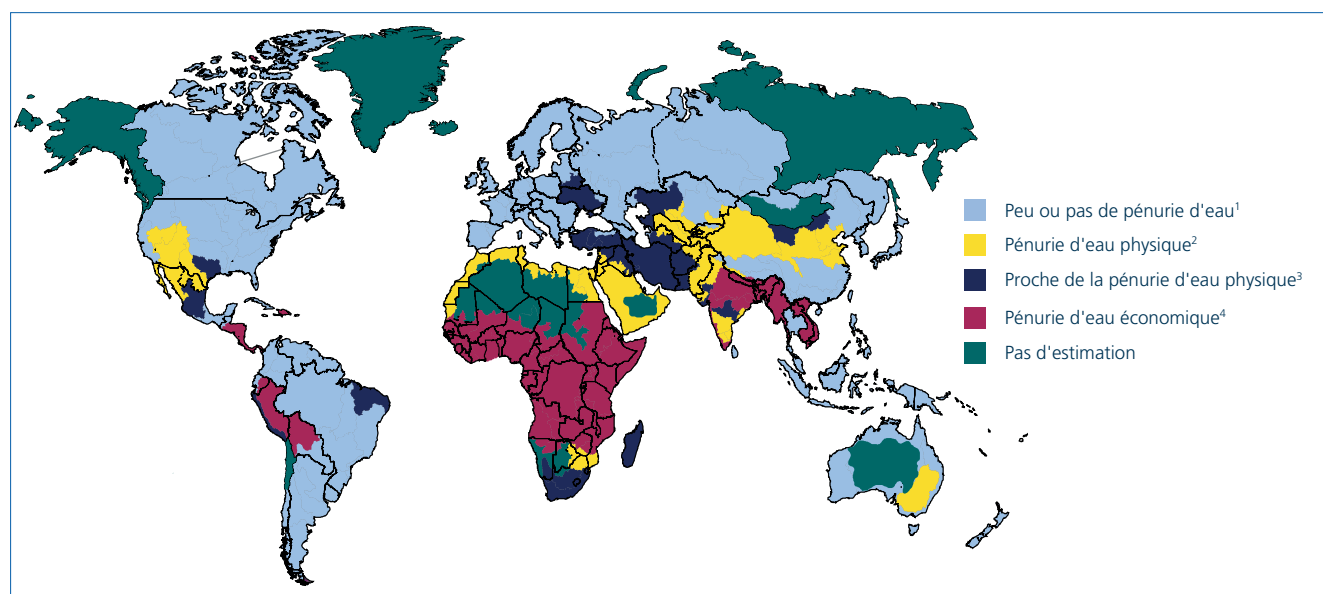 Peu ou pas de pénurie d'eau¹
Pénurie d'eau physique²
Proche de la pénurie d'eau physique³
Pénurie d'eau économique⁴
Pas d'estimation